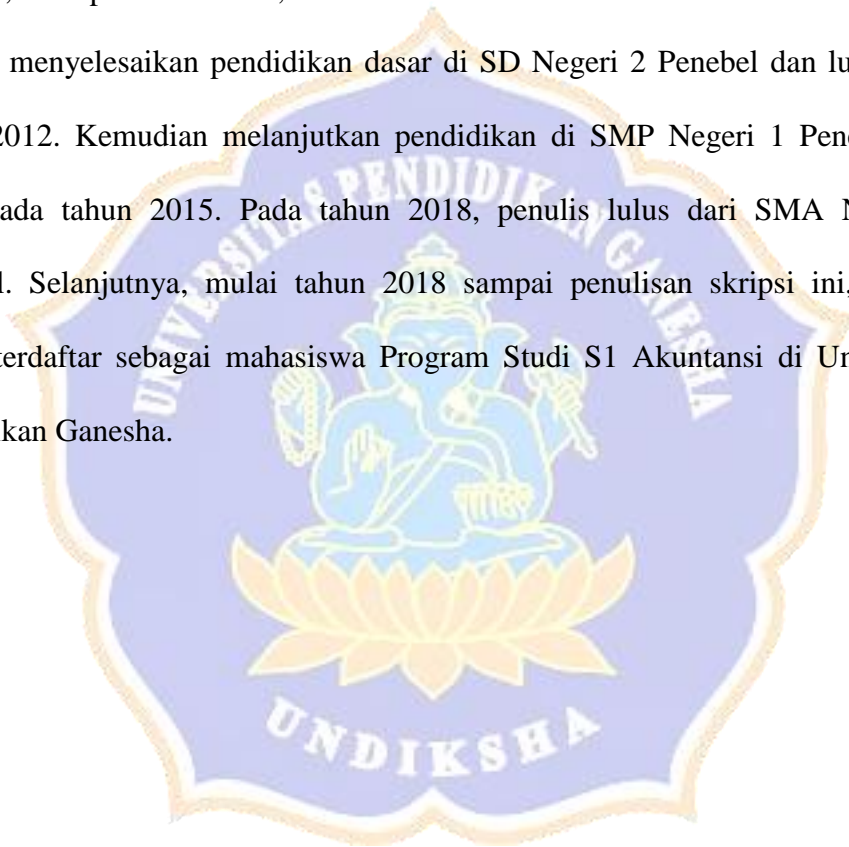 menyelesaikan pendidikan dasar di SD Negeri 2 Penebel dan lu
2012. Kemudian melanjutkan pendidikan di SMP Negeri 1 Pene
ada tahun 2015. Pada tahun 2018, penulis lulus dari SMA N
l. Selanjutnya, mulai tahun 2018 sampai penulisan skripsi ini,
terdaftar sebagai mahasiswa Program Studi S1 Akuntansi di Un
kan Ganesha.
UNIVERSITAS PENDIDIKAN GANESHA
UNDIKSHA